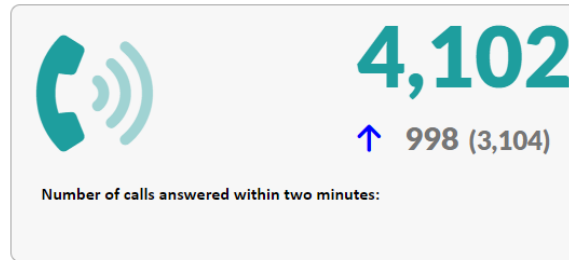 4,102
↑ 998 (3,104)
Number of calls answered within two minutes: